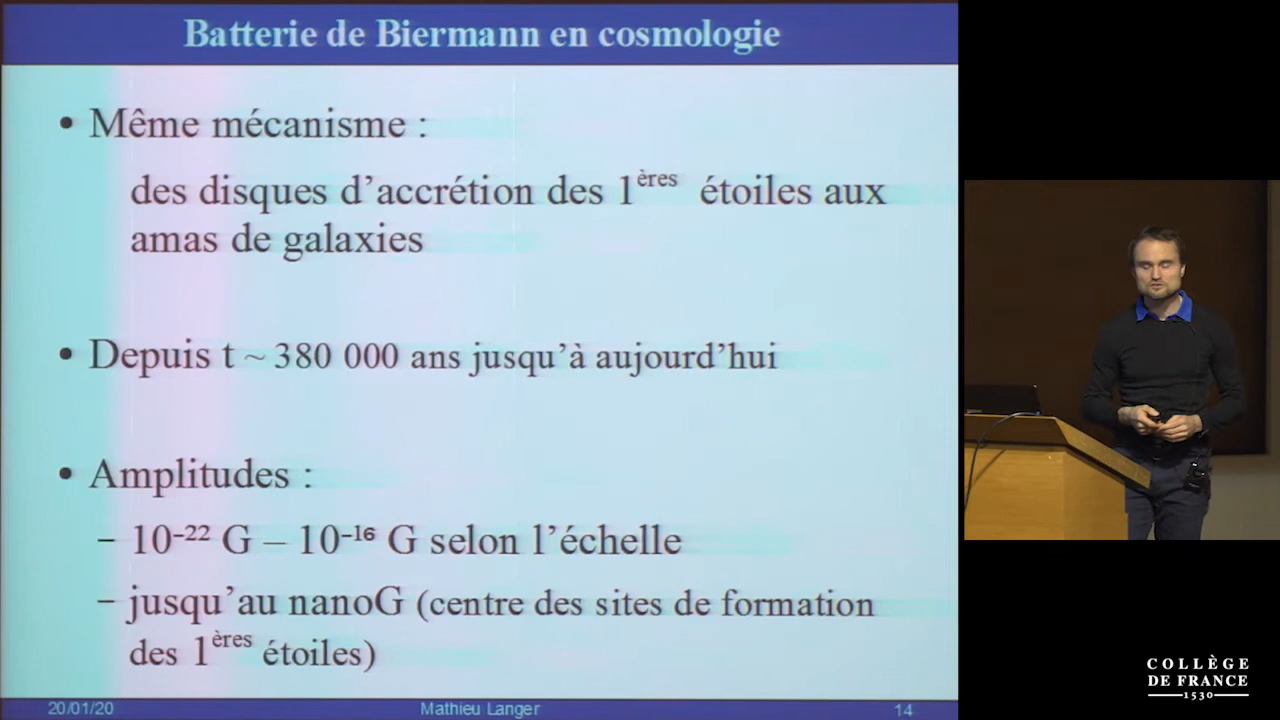 Batterie de Biermann en cosmologie
• Même mécanisme :
des disques d’accrétion des 1ères étoiles aux
amas de galaxies
• Depuis t ~ 380 000 ans jusqu’à aujourd’hui
• Amplitudes :
– 10⁻²² G – 10⁻¹⁶ G selon l’échelle
– jusqu’au nanoG (centre des sites de formation
des 1ères étoiles)
20/01/20 Mathieu Langer 14
COLLÈGE
DE FRANCE
1530